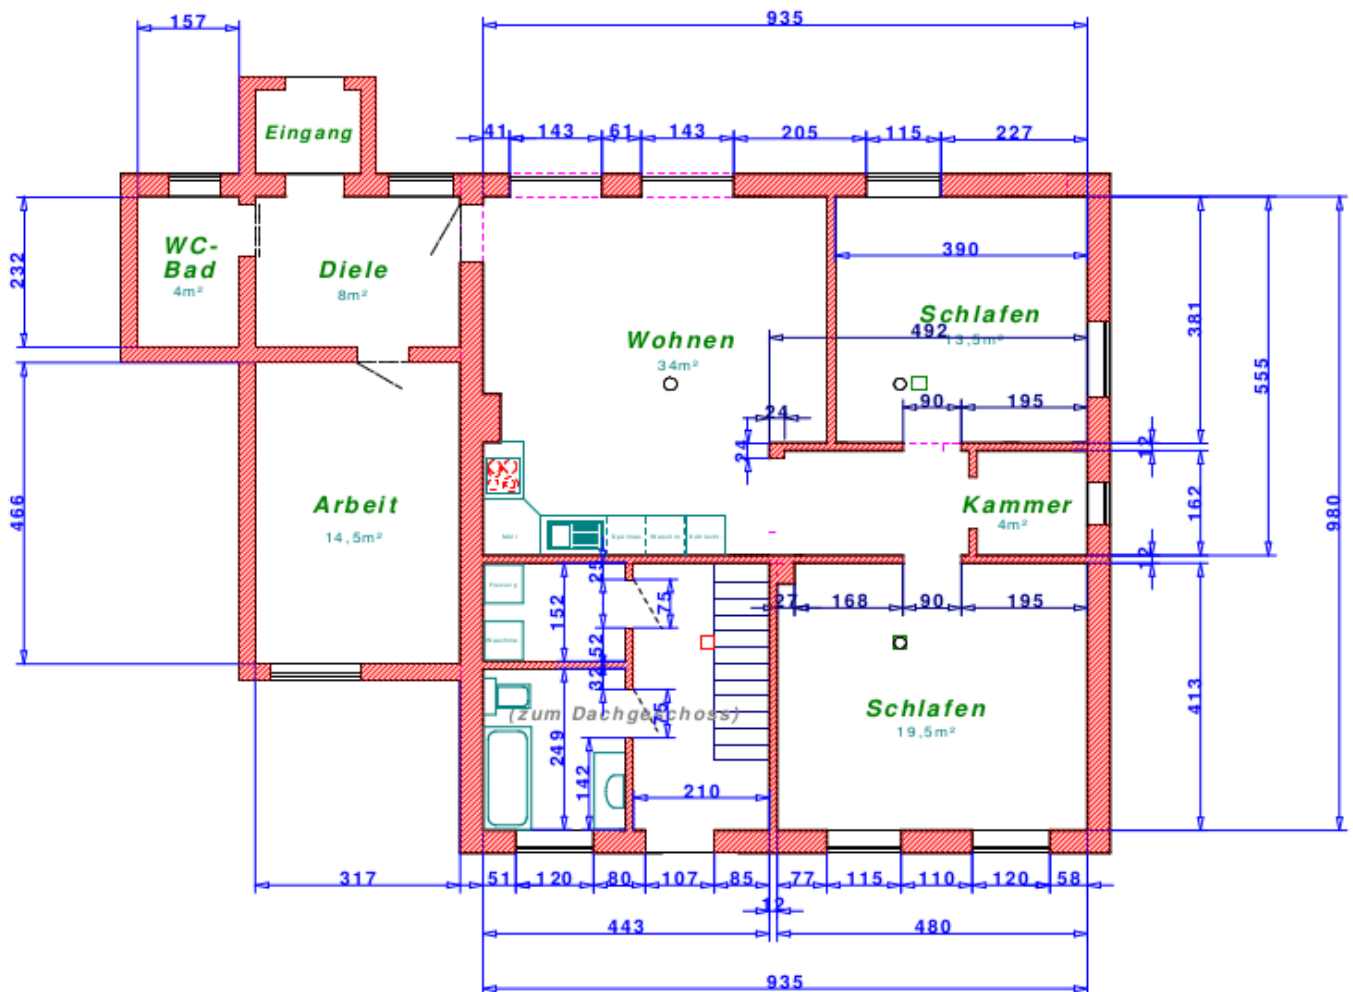 935
157
Eingang
41 143 61 143 205 115 227
WC-
Bad
4m²
Diele
8m²
232
390
Schlafen
13,5m²
492
381
555
Wohnen
34m²
24
90 195
24
12
Arbeit
14,5m²
466
Kammer
4m²
162
980
12
25
152
75
27 168 90 195
52
32
(zum Dachgeschoss)
75
249
142
Schlafen
19,5m²
413
210
317 51 120 80 107 85 77 115 110 120 58
12
443 480
935